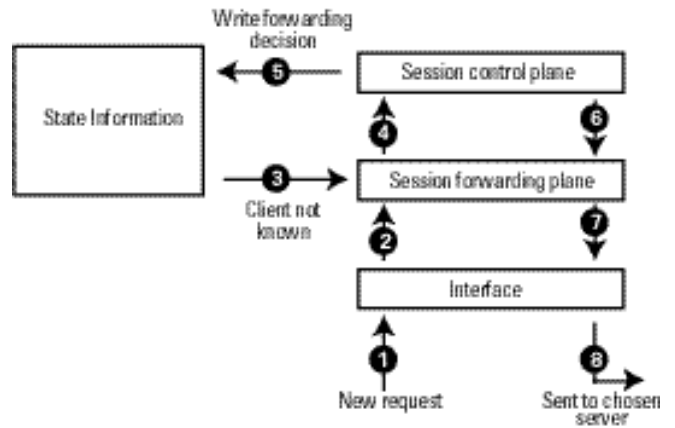 Write forwarding
decision
5
Session control plane
State Information
4
6
3
Session forwarding plane
Client not
known
2
7
Interface
1
8
New request
Sent to chosen
server